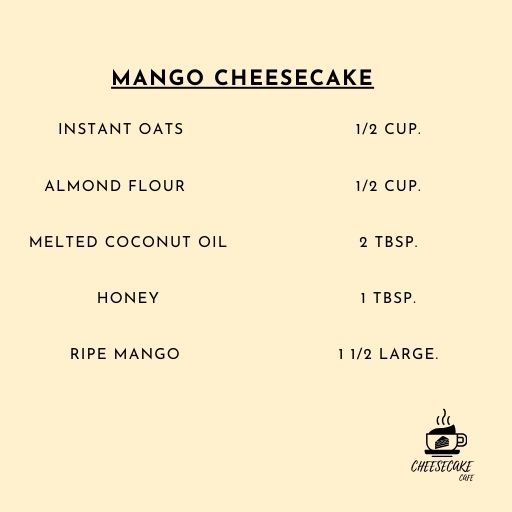 MANGO CHEESECAKE
INSTANT OATS 1/2 CUP.
ALMOND FLOUR 1/2 CUP.
MELTED COCONUT OIL 2 TBSP.
HONEY 1 TBSP.
RIPE MANGO 1 1/2 LARGE.
CHEESECAKE
CAFE